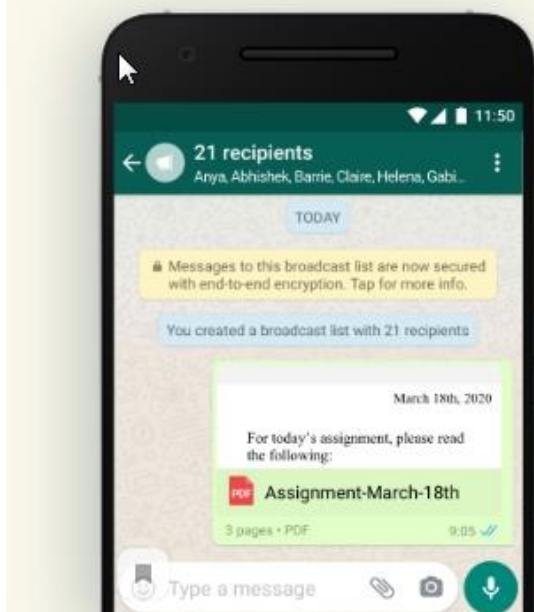 11:50
21 recipients
Anya, Abhishek, Barrie, Claire, Helena, Gabi...
TODAY
Messages to this broadcast list are now secured
with end-to-end encryption. Tap for more info.
You created a broadcast list with 21 recipients
March 18th, 2020
For today's assignment, please read
the following:
PDF Assignment-March-18th
3 pages • PDF 9:05
Type a message